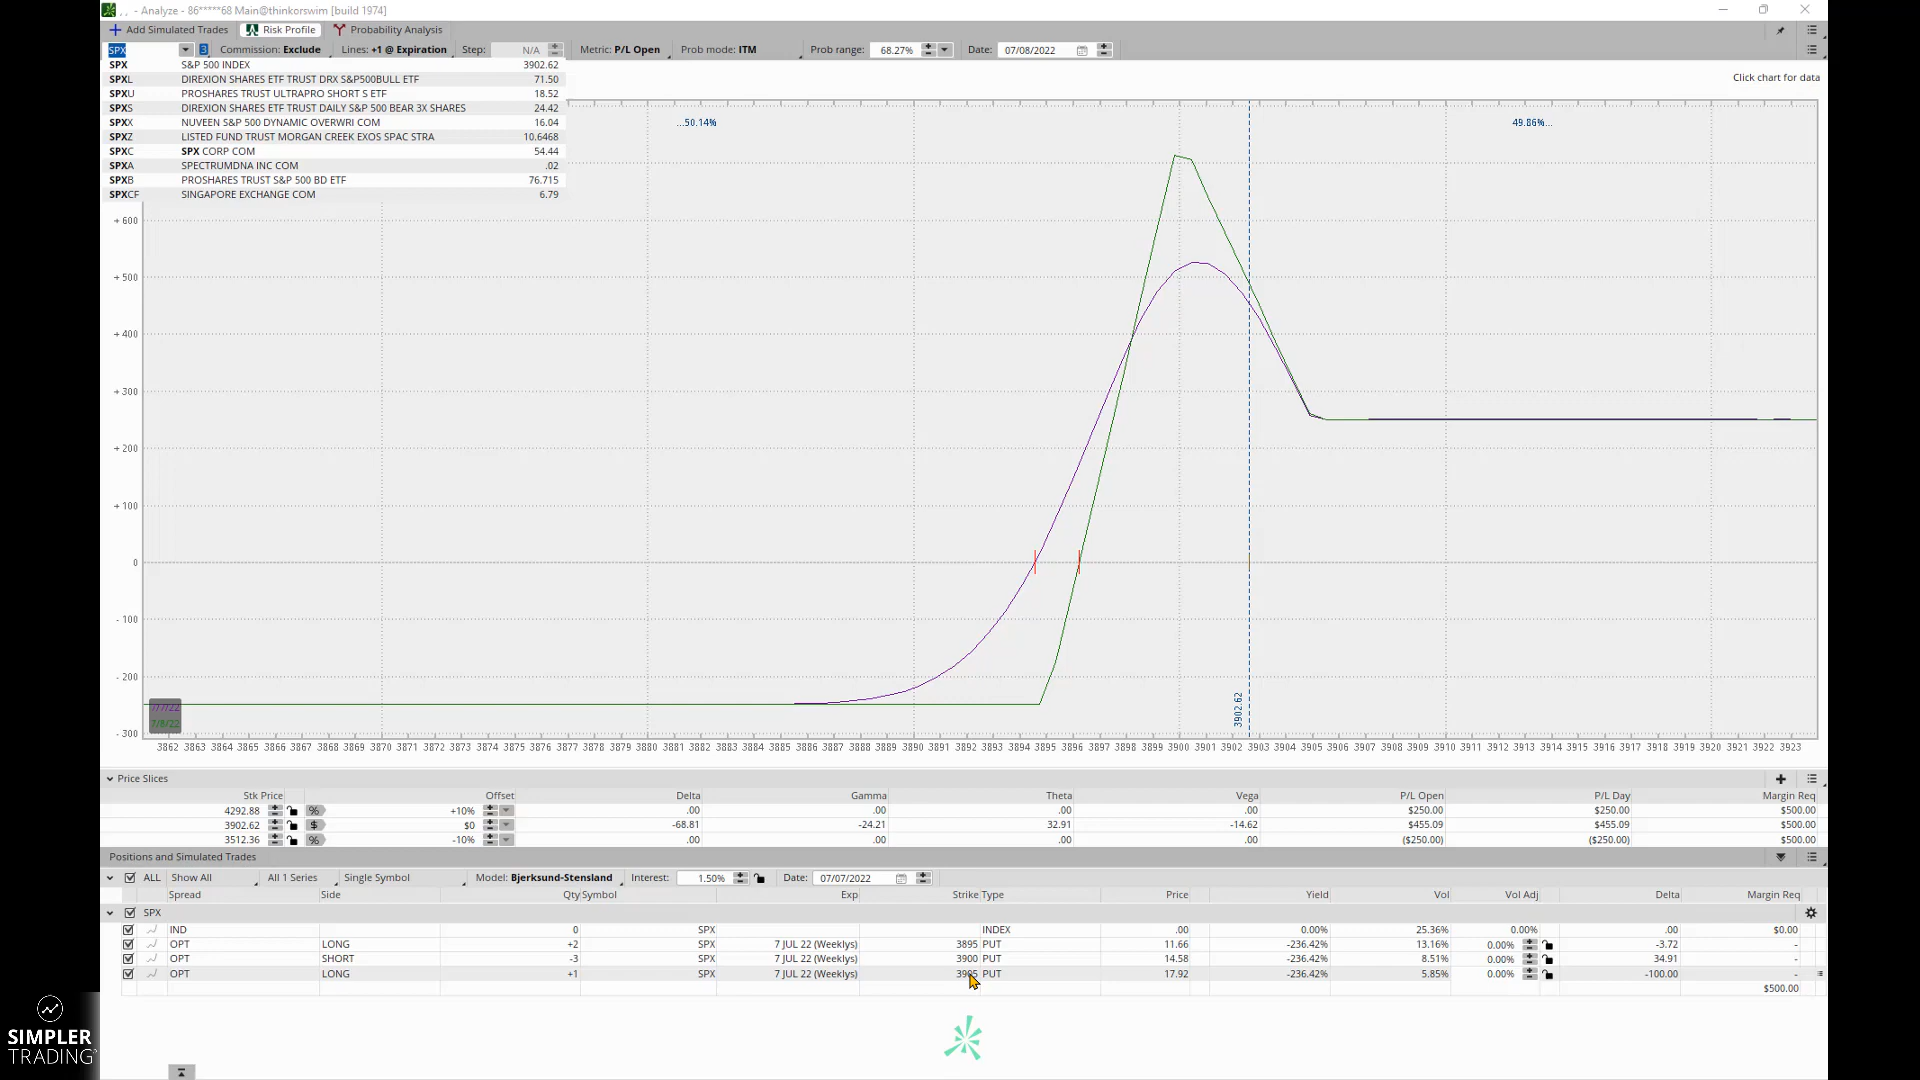 , , - Analyze - 86*****68 Main@thinkorswim [build 1974]
Add Simulated Trades Risk Profile Probability Analysis
SPX 3 Commission: Exclude Lines: +1 @ Expiration Step: N/A Metric: P/L Open Prob mode: ITM Prob range: 68.27% Date: 07/08/2022
SPX S&P 500 INDEX 3902.62
SPXL DIREXION SHARES ETF TRUST DRX S&P500BULL ETF 71.50
SPXU PROSHARES TRUST ULTRAPRO SHORT S ETF 18.52
SPXS DIREXION SHARES ETF TRUST DAILY S&P 500 BEAR 3X SHARES 24.42
SPXX NUVEEN S&P 500 DYNAMIC OVERWRI COM 16.04
SPXZ LISTED FUND TRUST MORGAN CREEK EXOS SPAC STRA 10.6468
SPXC SPX CORP COM 54.44
SPXA SPECTRUMDNA INC COM .02
SPXB PROSHARES TRUST S&P 500 BD ETF 76.715
SPXCF SINGAPORE EXCHANGE COM 6.79
Click chart for data
...50.14% 49.86%...
+ 600
+ 500
+ 400
+ 300
+ 200
+ 100
0
- 100
- 200
- 300
3902.62
7/7/22
7/8/22
3862 3863 3864 3865 3866 3867 3868 3869 3870 3871 3872 3873 3874 3875 3876 3877 3878 3879 3880 3881 3882 3883 3884 3885 3886 3887 3888 3889 3890 3891 3892 3893 3894 3895 3896 3897 3898 3899 3900 3901 3902 3903 3904 3905 3906 3907 3908 3909 3910 3911 3912 3913 3914 3915 3916 3917 3918 3919 3920 3921 3922 3923
Price Slices
Stk Price Offset Delta Gamma Theta Vega P/L Open P/L Day Margin Req
4292.88 % +10% .00 .00 .00 .00 $250.00 $250.00 $500.00
3902.62 $ $0 -68.81 -24.21 32.91 -14.62 $455.09 $455.09 $500.00
3512.36 % -10% .00 .00 .00 .00 ($250.00) ($250.00) $500.00
Positions and Simulated Trades
ALL Show All All 1 Series Single Symbol Model: Bjerksund-Stensland Interest: 1.50% Date: 07/07/2022
Spread Side Qty Symbol Exp Strike Type Price Yield Vol Vol Adj Delta Margin Req
SPX
IND 0 SPX INDEX .00 0.00% 25.36% 0.00% .00 $0.00
OPT LONG +2 SPX 7 JUL 22 (Weeklys) 3895 PUT 11.66 -236.42% 13.16% 0.00% -3.72 -
OPT SHORT -3 SPX 7 JUL 22 (Weeklys) 3900 PUT 14.58 -236.42% 8.51% 0.00% 34.91 -
OPT LONG +1 SPX 7 JUL 22 (Weeklys) 3905 PUT 17.92 -236.42% 5.85% 0.00% -100.00 -
$500.00
SIMPLER
TRADING